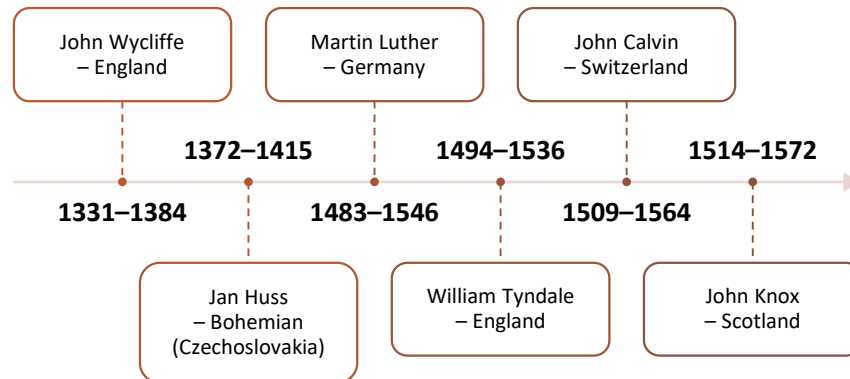 John Wycliffe
– England
Martin Luther
– Germany
John Calvin
– Switzerland
1372–1415
1494–1536
1514–1572
1331–1384
1483–1546
1509–1564
Jan Huss
– Bohemian
(Czechoslovakia)
William Tyndale
– England
John Knox
– Scotland